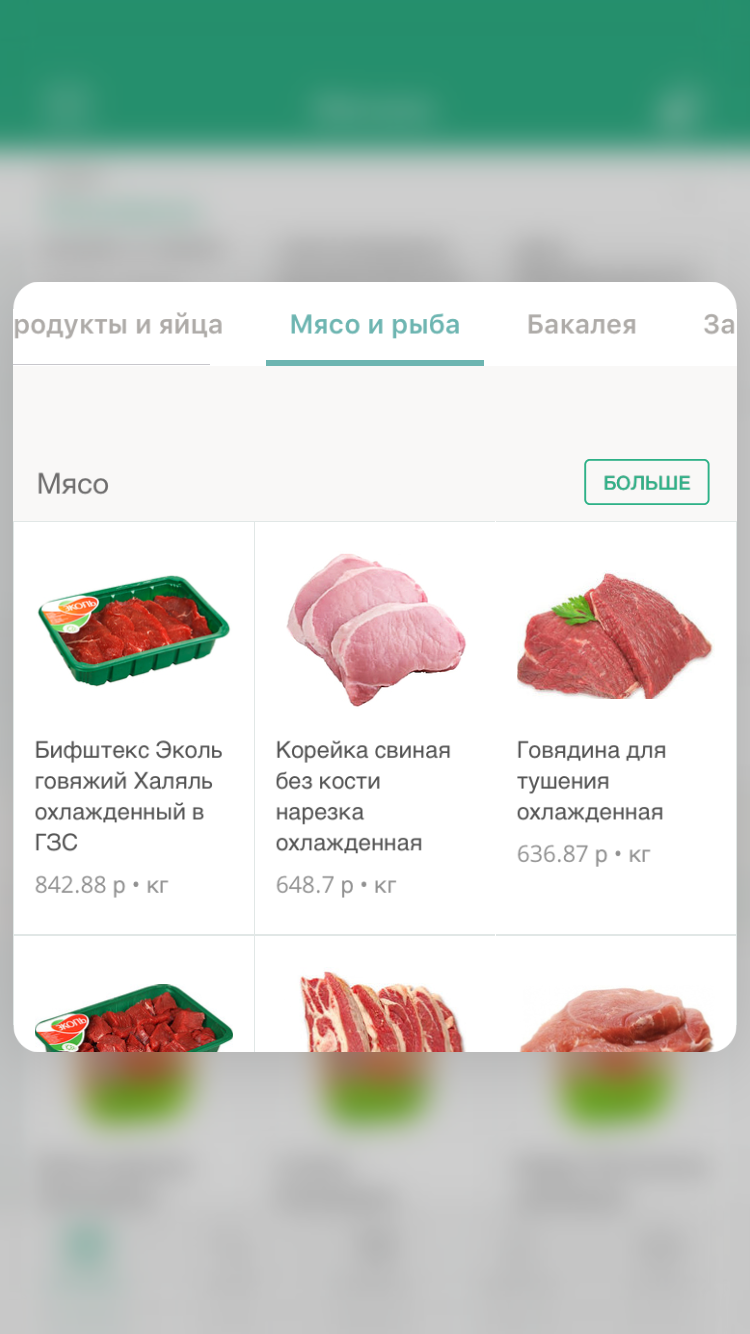 родукты и яйца
Мясо и рыба
Бакалея
За
Мясо
БОЛЬШЕ
ЭКОЛЬ
Бифштекс Эколь
говяжий Халяль
охлажденный в
ГЗС
842.88 р • кг
Корейка свиная
без кости
нарезка
охлажденная
648.7 р • кг
Говядина для
тушения
охлажденная
636.87 р • кг
ЭКОЛЬ